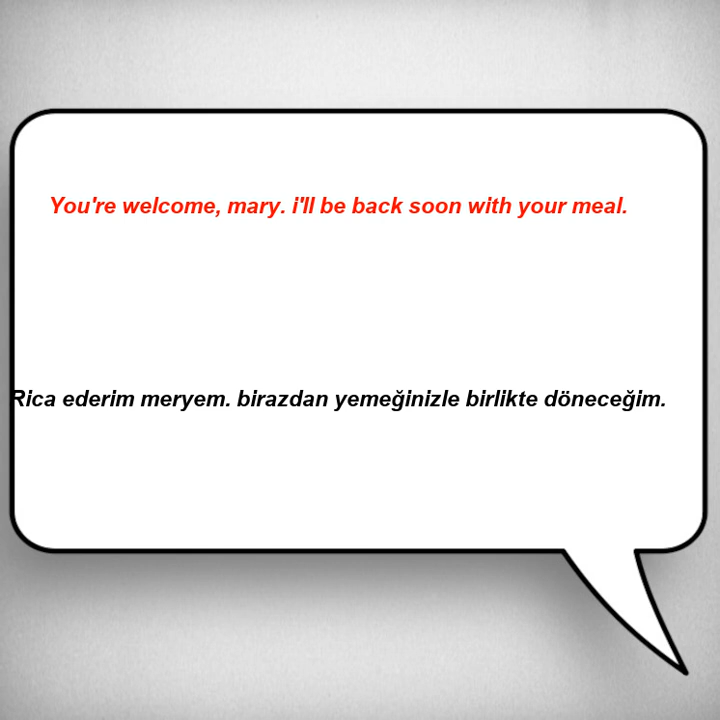 You're welcome, mary. i'll be back soon with your meal.
Rica ederim meryem. birazdan yemeğinizle birlikte döneceğim.